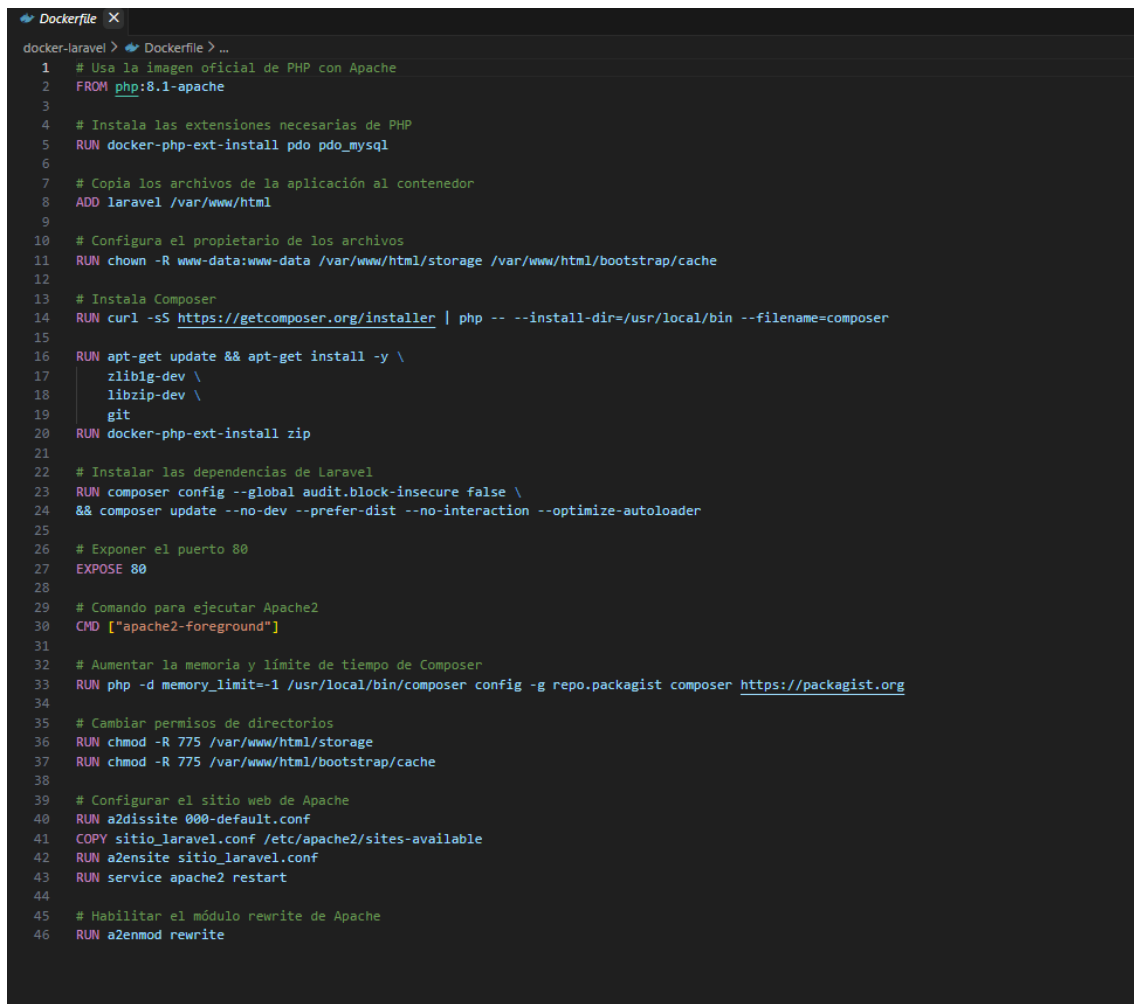 Dockerfile X
docker-laravel > Dockerfile > ...
1 # Usa la imagen oficial de PHP con Apache
2 FROM php:8.1-apache
3
4 # Instala las extensiones necesarias de PHP
5 RUN docker-php-ext-install pdo pdo_mysql
6
7 # Copia los archivos de la aplicación al contenedor
8 ADD laravel /var/www/html
9
10 # Configura el propietario de los archivos
11 RUN chown -R www-data:www-data /var/www/html/storage /var/www/html/bootstrap/cache
12
13 # Instala Composer
14 RUN curl -sS https://getcomposer.org/installer | php -- --install-dir=/usr/local/bin --filename=composer
15
16 RUN apt-get update && apt-get install -y \
17     zlib1g-dev \
18     libzip-dev \
19     git
20 RUN docker-php-ext-install zip
21
22 # Instalar las dependencias de Laravel
23 RUN composer config --global audit.block-insecure false \
24 && composer update --no-dev --prefer-dist --no-interaction --optimize-autoloader
25
26 # Exponer el puerto 80
27 EXPOSE 80
28
29 # Comando para ejecutar Apache2
30 CMD ["apache2-foreground"]
31
32 # Aumentar la memoria y límite de tiempo de Composer
33 RUN php -d memory_limit=-1 /usr/local/bin/composer config -g repo.packagist composer https://packagist.org
34
35 # Cambiar permisos de directorios
36 RUN chmod -R 775 /var/www/html/storage
37 RUN chmod -R 775 /var/www/html/bootstrap/cache
38
39 # Configurar el sitio web de Apache
40 RUN a2dissite 000-default.conf
41 COPY sitio_laravel.conf /etc/apache2/sites-available
42 RUN a2ensite sitio_laravel.conf
43 RUN service apache2 restart
44
45 # Habilitar el módulo rewrite de Apache
46 RUN a2enmod rewrite